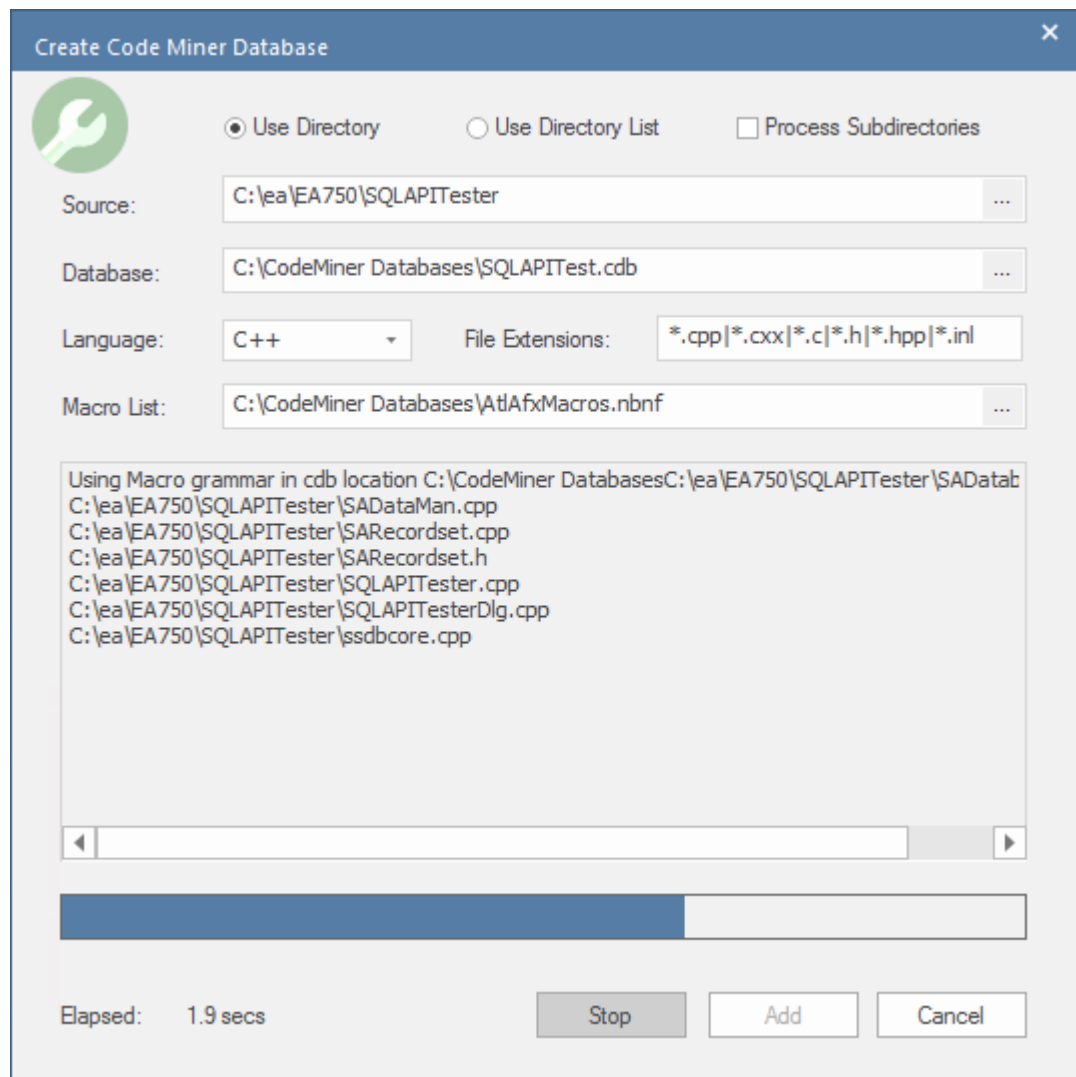 Create Code Miner Database
Use Directory Use Directory List Process Subdirectories
Source: C:\ea\EA750\SQLAPITester ...
Database: C:\CodeMiner Databases\SQLAPITest.cdb ...
Language: C++ File Extensions: *.cpp|*.cxx|*.c|*.h|*.hpp|*.inl
Macro List: C:\CodeMiner Databases\AtlAfxMacros.nbnf ...
Using Macro grammar in cdb location C:\CodeMiner DatabasesC:\ea\EA750\SQLAPITester\SADatab
C:\ea\EA750\SQLAPITester\SADataMan.cpp
C:\ea\EA750\SQLAPITester\SARecordset.cpp
C:\ea\EA750\SQLAPITester\SARecordset.h
C:\ea\EA750\SQLAPITester\SQLAPITester.cpp
C:\ea\EA750\SQLAPITester\SQLAPITesterDlg.cpp
C:\ea\EA750\SQLAPITester\ssdbcore.cpp
Elapsed: 1.9 secs Stop Add Cancel